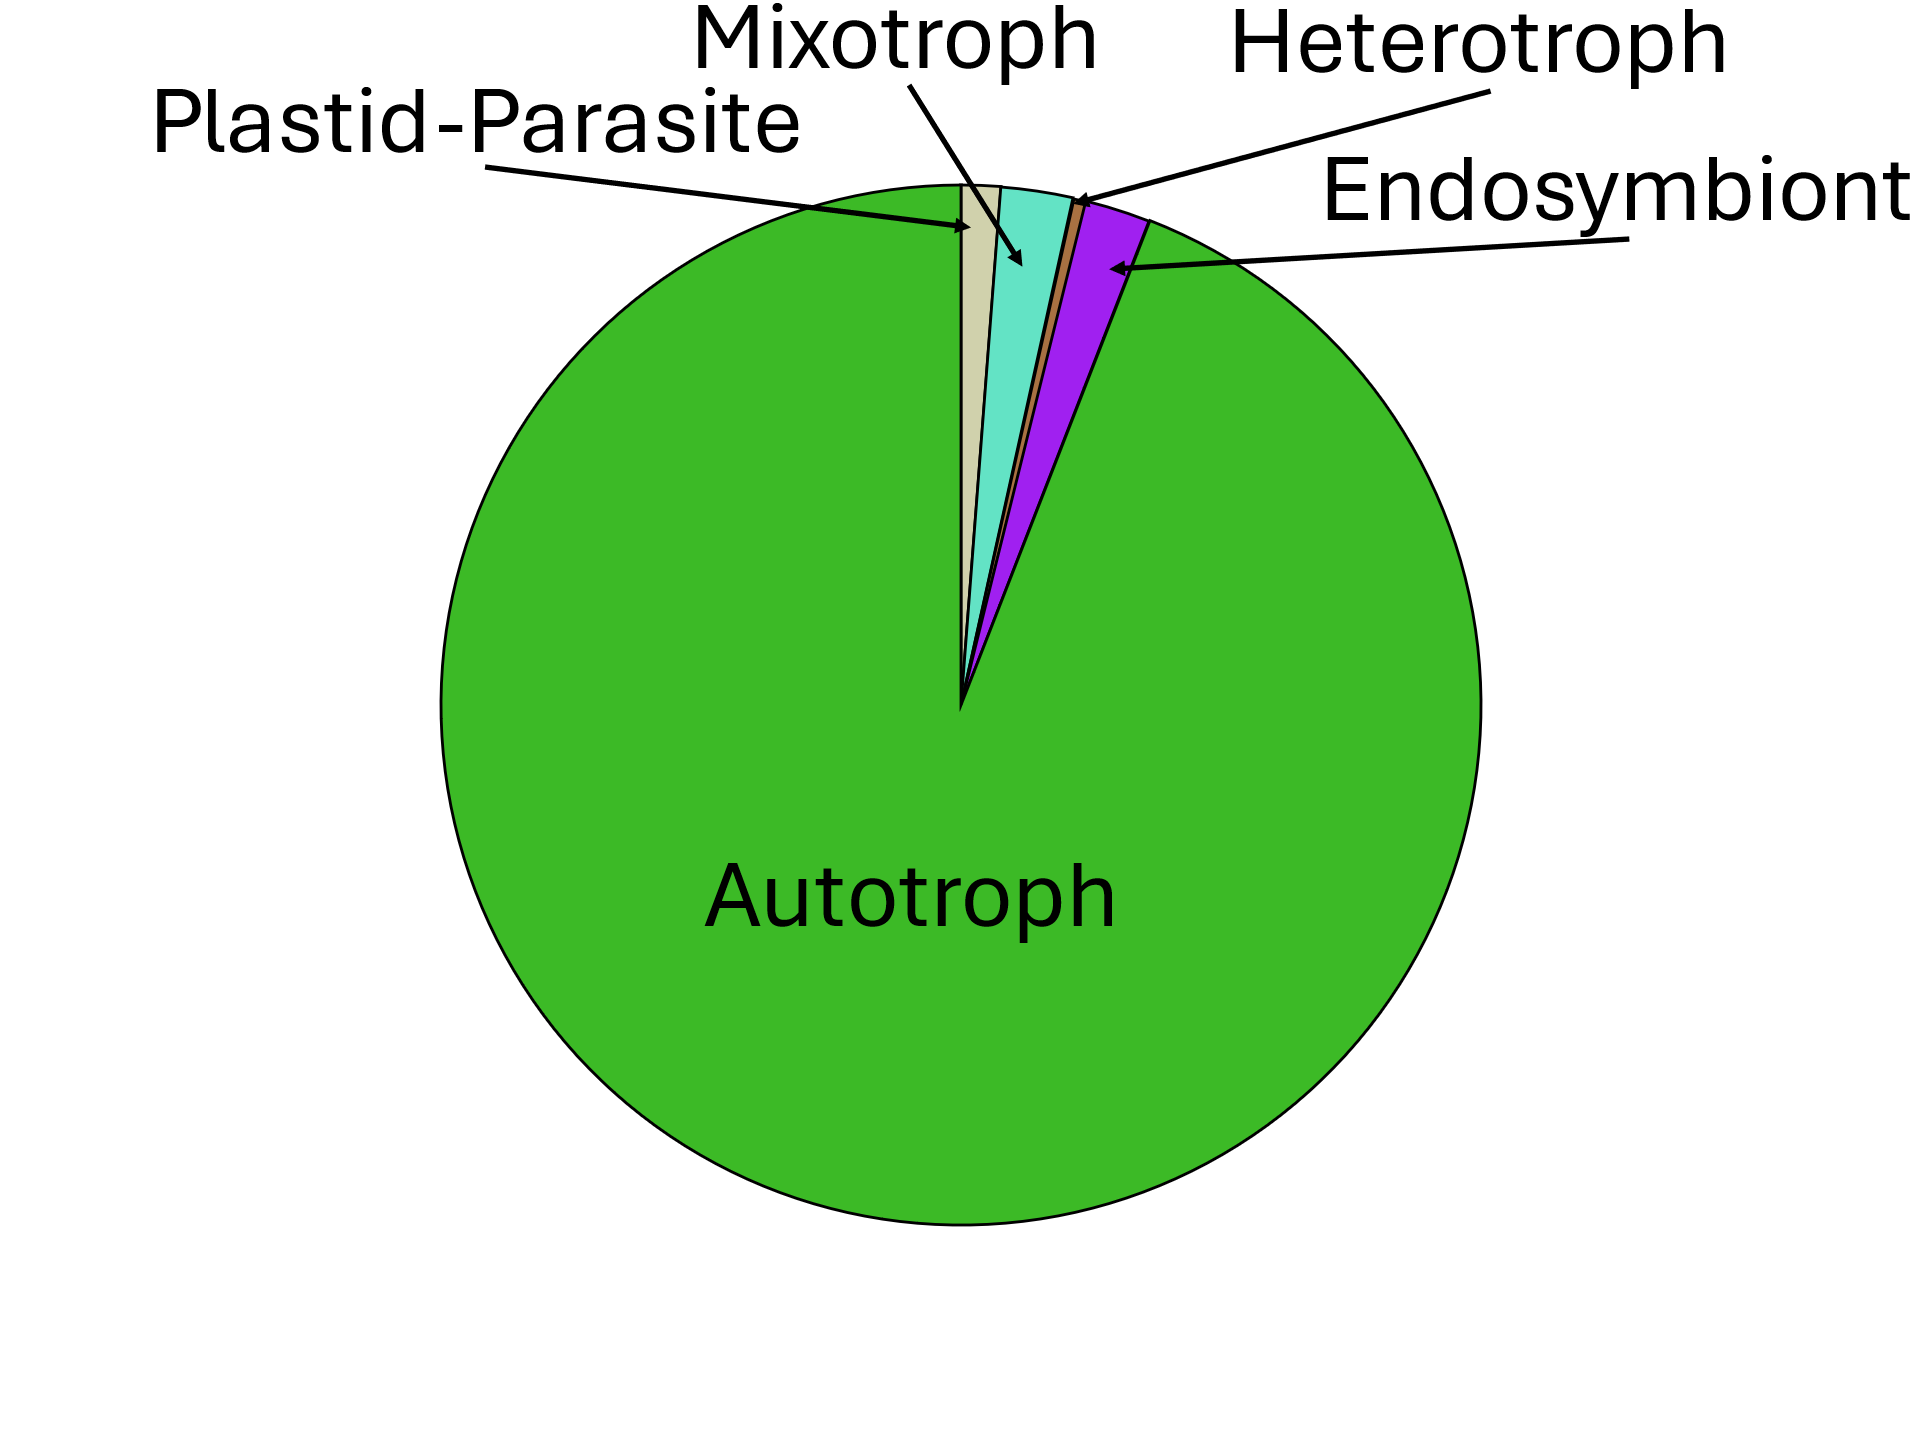 Mixotroph
Heterotroph
Plastid-Parasite
Endosymbiont
Autotroph